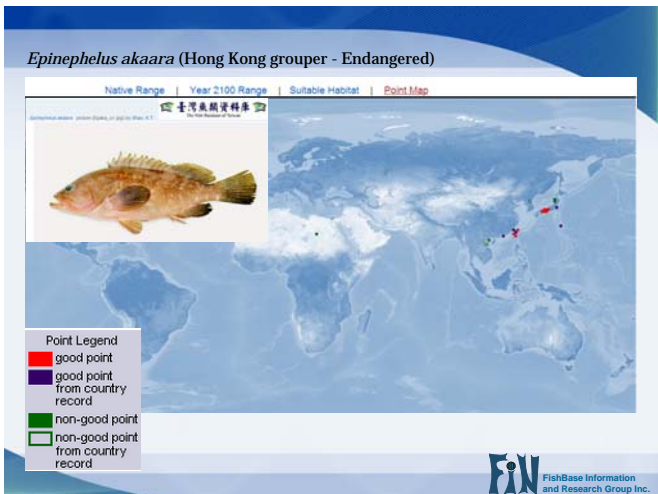 Epinephelus akaara (Hong Kong grouper - Endangered)
Native Range | Year 2100 Range | Suitable Habitat | Point Map
臺灣魚類資料庫
The Fish Database of Taiwan
Point Legend
good point
good point
from country
record
non-good point
non-good point
from country
record
FiN
FishBase Information
and Research Group Inc.